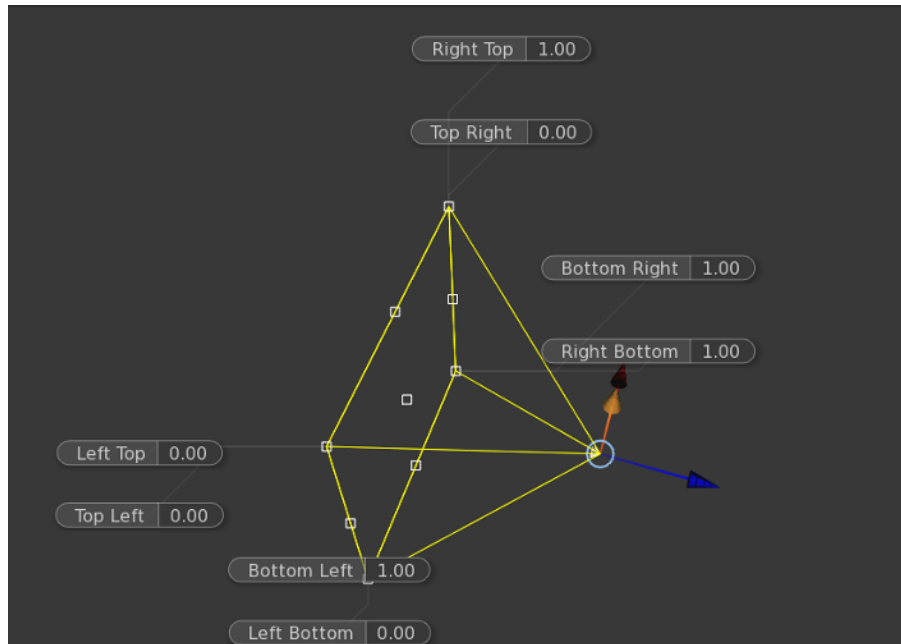 Right Top 1.00
Top Right 0.00
Bottom Right 1.00
Right Bottom 1.00
Left Top 0.00
Top Left 0.00
Bottom Left 1.00
Left Bottom 0.00